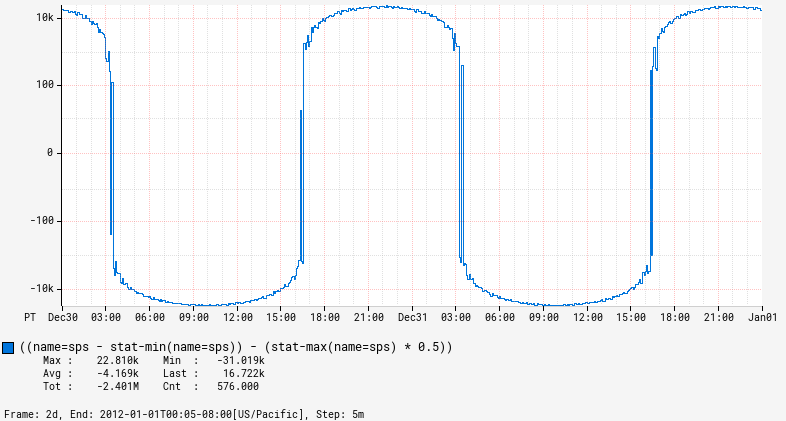 10k
100
0
-100
-10k
PT Dec30 03:00 06:00 09:00 12:00 15:00 18:00 21:00 Dec31 03:00 06:00 09:00 12:00 15:00 18:00 21:00 Jan01
((name=sps - stat-min(name=sps)) - (stat-max(name=sps) * 0.5))
Max : 22.810k Min : -31.019k
Avg : -4.169k Last : 16.722k
Tot : -2.401M Cnt : 576.000
Frame: 2d, End: 2012-01-01T00:05-08:00[US/Pacific], Step: 5m